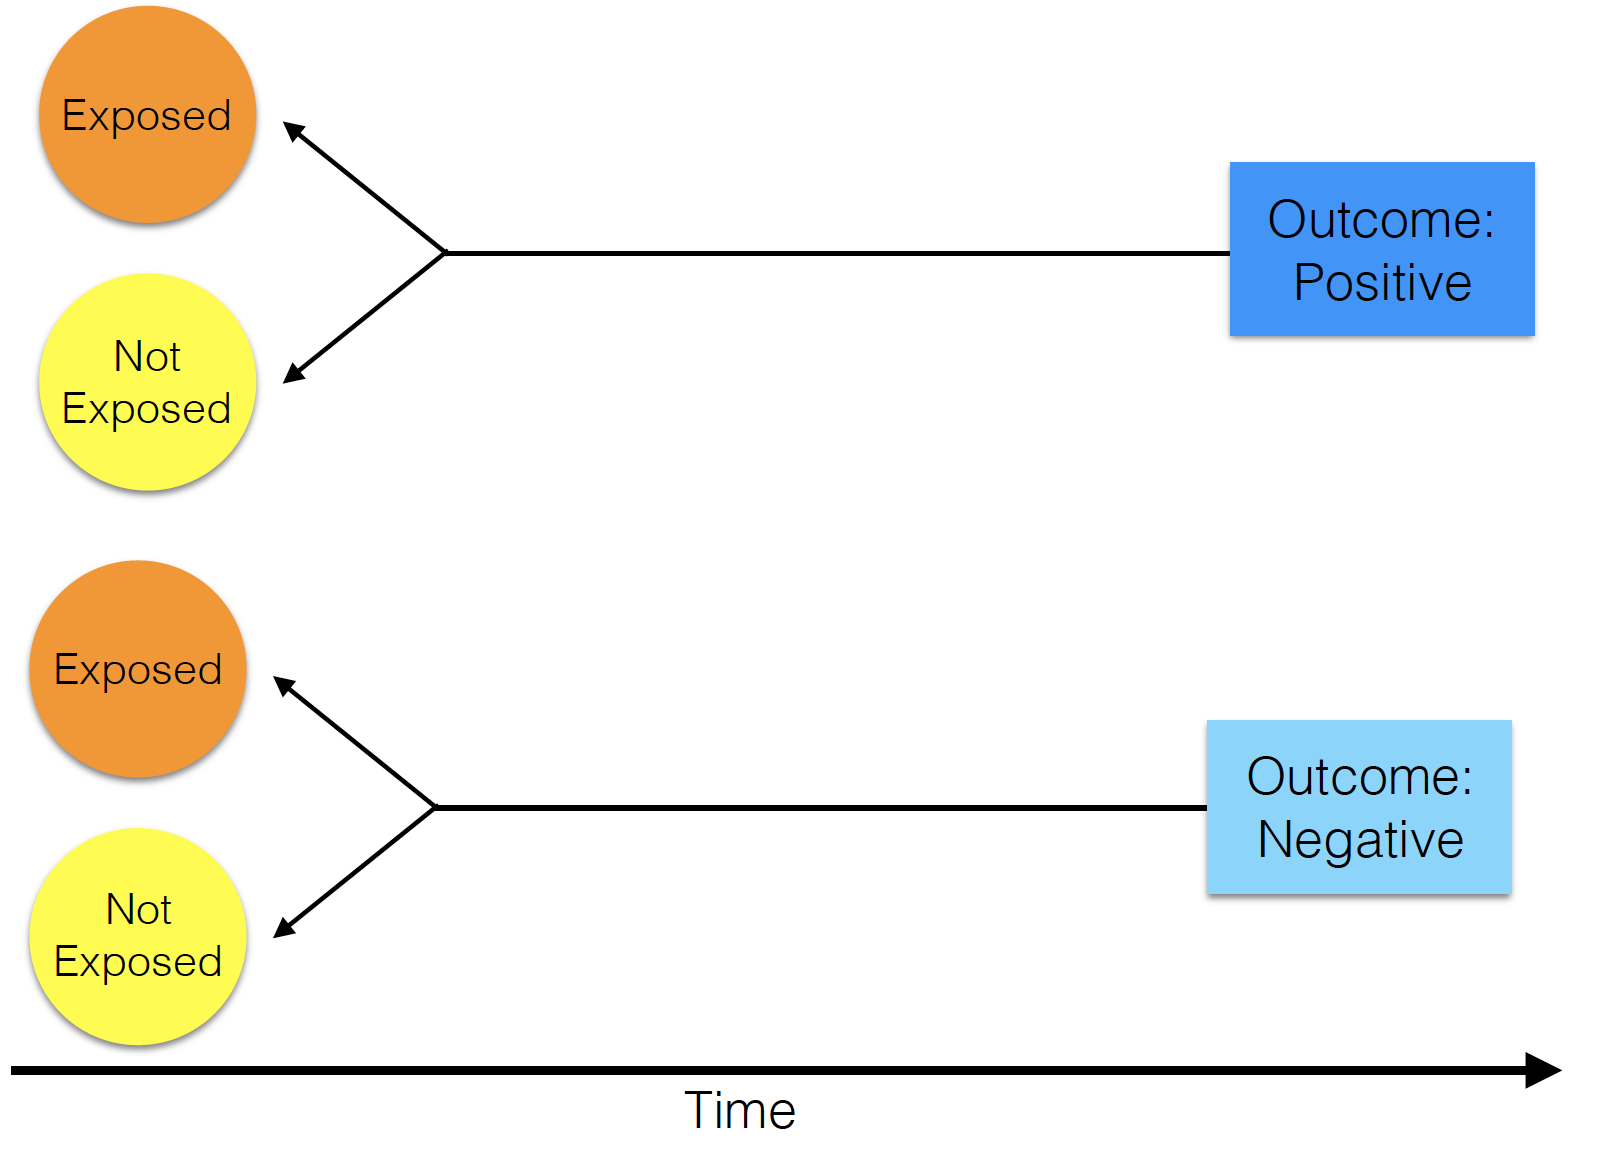 Exposed
Outcome:
Positive
Not
Exposed
Exposed
Outcome:
Negative
Not
Exposed
Time